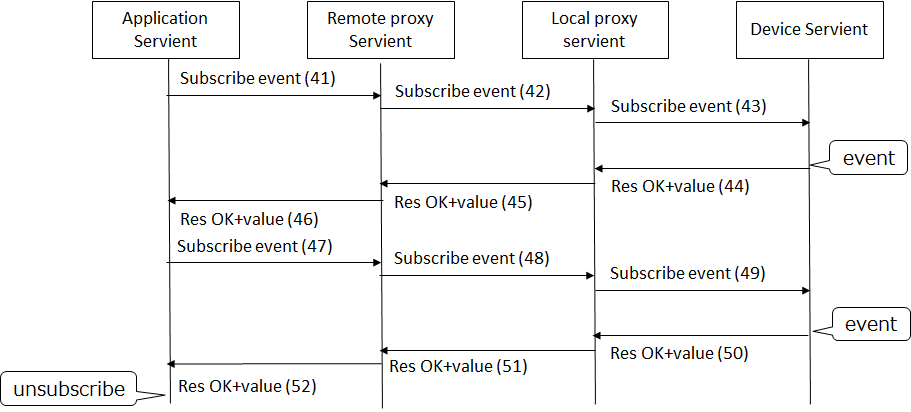 Application
Servient
Remote proxy
Servient
Local proxy
servient
Device Servient
Subscribe event (41)
Subscribe event (42)
Subscribe event (43)
event
Res OK+value (44)
Res OK+value (45)
Res OK+value (46)
Subscribe event (47)
Subscribe event (48)
Subscribe event (49)
event
Res OK+value (50)
Res OK+value (51)
Res OK+value (52)
unsubscribe